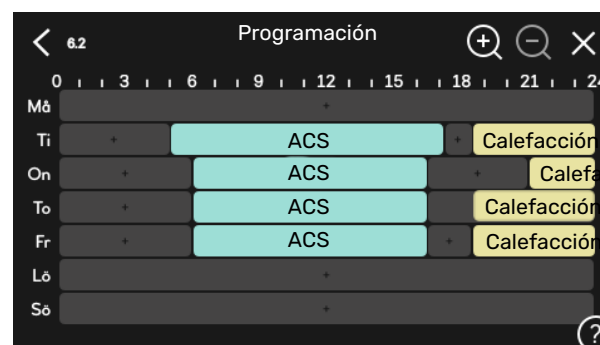 6.2 Programación
0 3 6 9 12 15 18 21 24
Må
Ti ACS Calefacción
On ACS Calefa
To ACS Calefacción
Fr ACS Calefacción
Lö
Sö
?